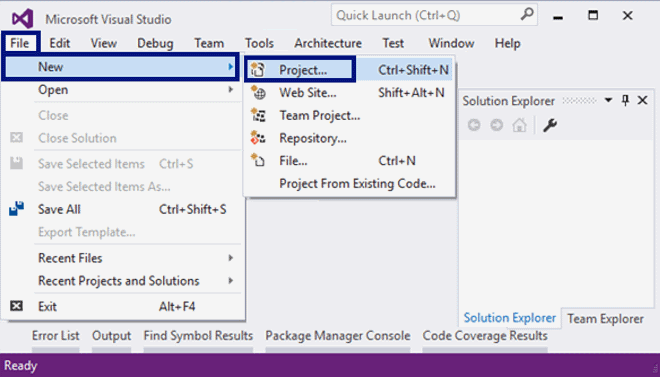 Microsoft Visual Studio
Quick Launch (Ctrl+Q)
File Edit View Debug Team Tools Architecture Test Window Help
New
Open
Close
Close Solution
Save Selected Items Ctrl+S
Save Selected Items As...
Save All Ctrl+Shift+S
Export Template...
Recent Files
Recent Projects and Solutions
Exit Alt+F4
Project... Ctrl+Shift+N
Web Site... Shift+Alt+N
Team Project...
Repository...
File... Ctrl+N
Project From Existing Code...
Solution Explorer
Solution Explorer Team Explorer
Error List Output Find Symbol Results Package Manager Console Code Coverage Results
Ready